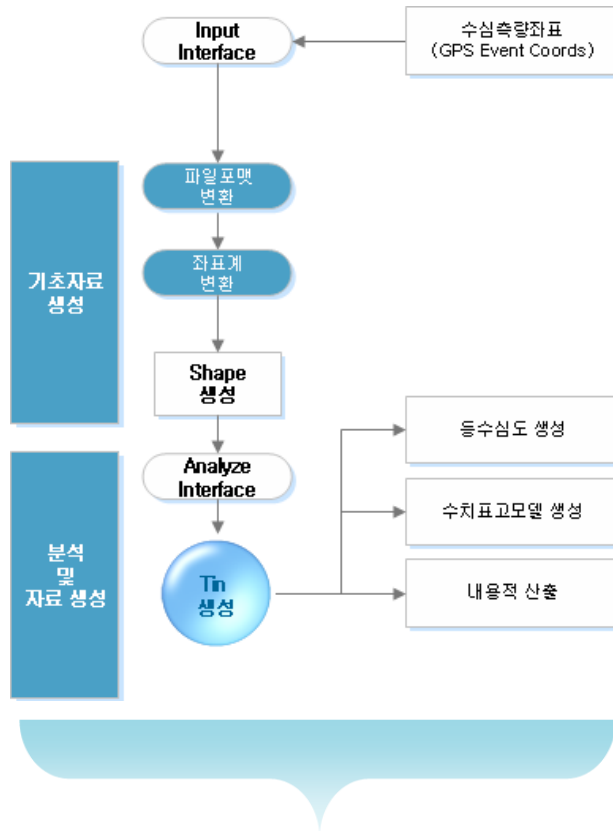 Input
Interface
수심측량좌표
(GPS Event Coords)
파일포맷
변환
좌표계
변환
기초자료
생성
Shape
생성
Analyze
Interface
분석
및
자료 생성
Tin
생성
등수심도 생성
수치표고모델 생성
내용적 산출